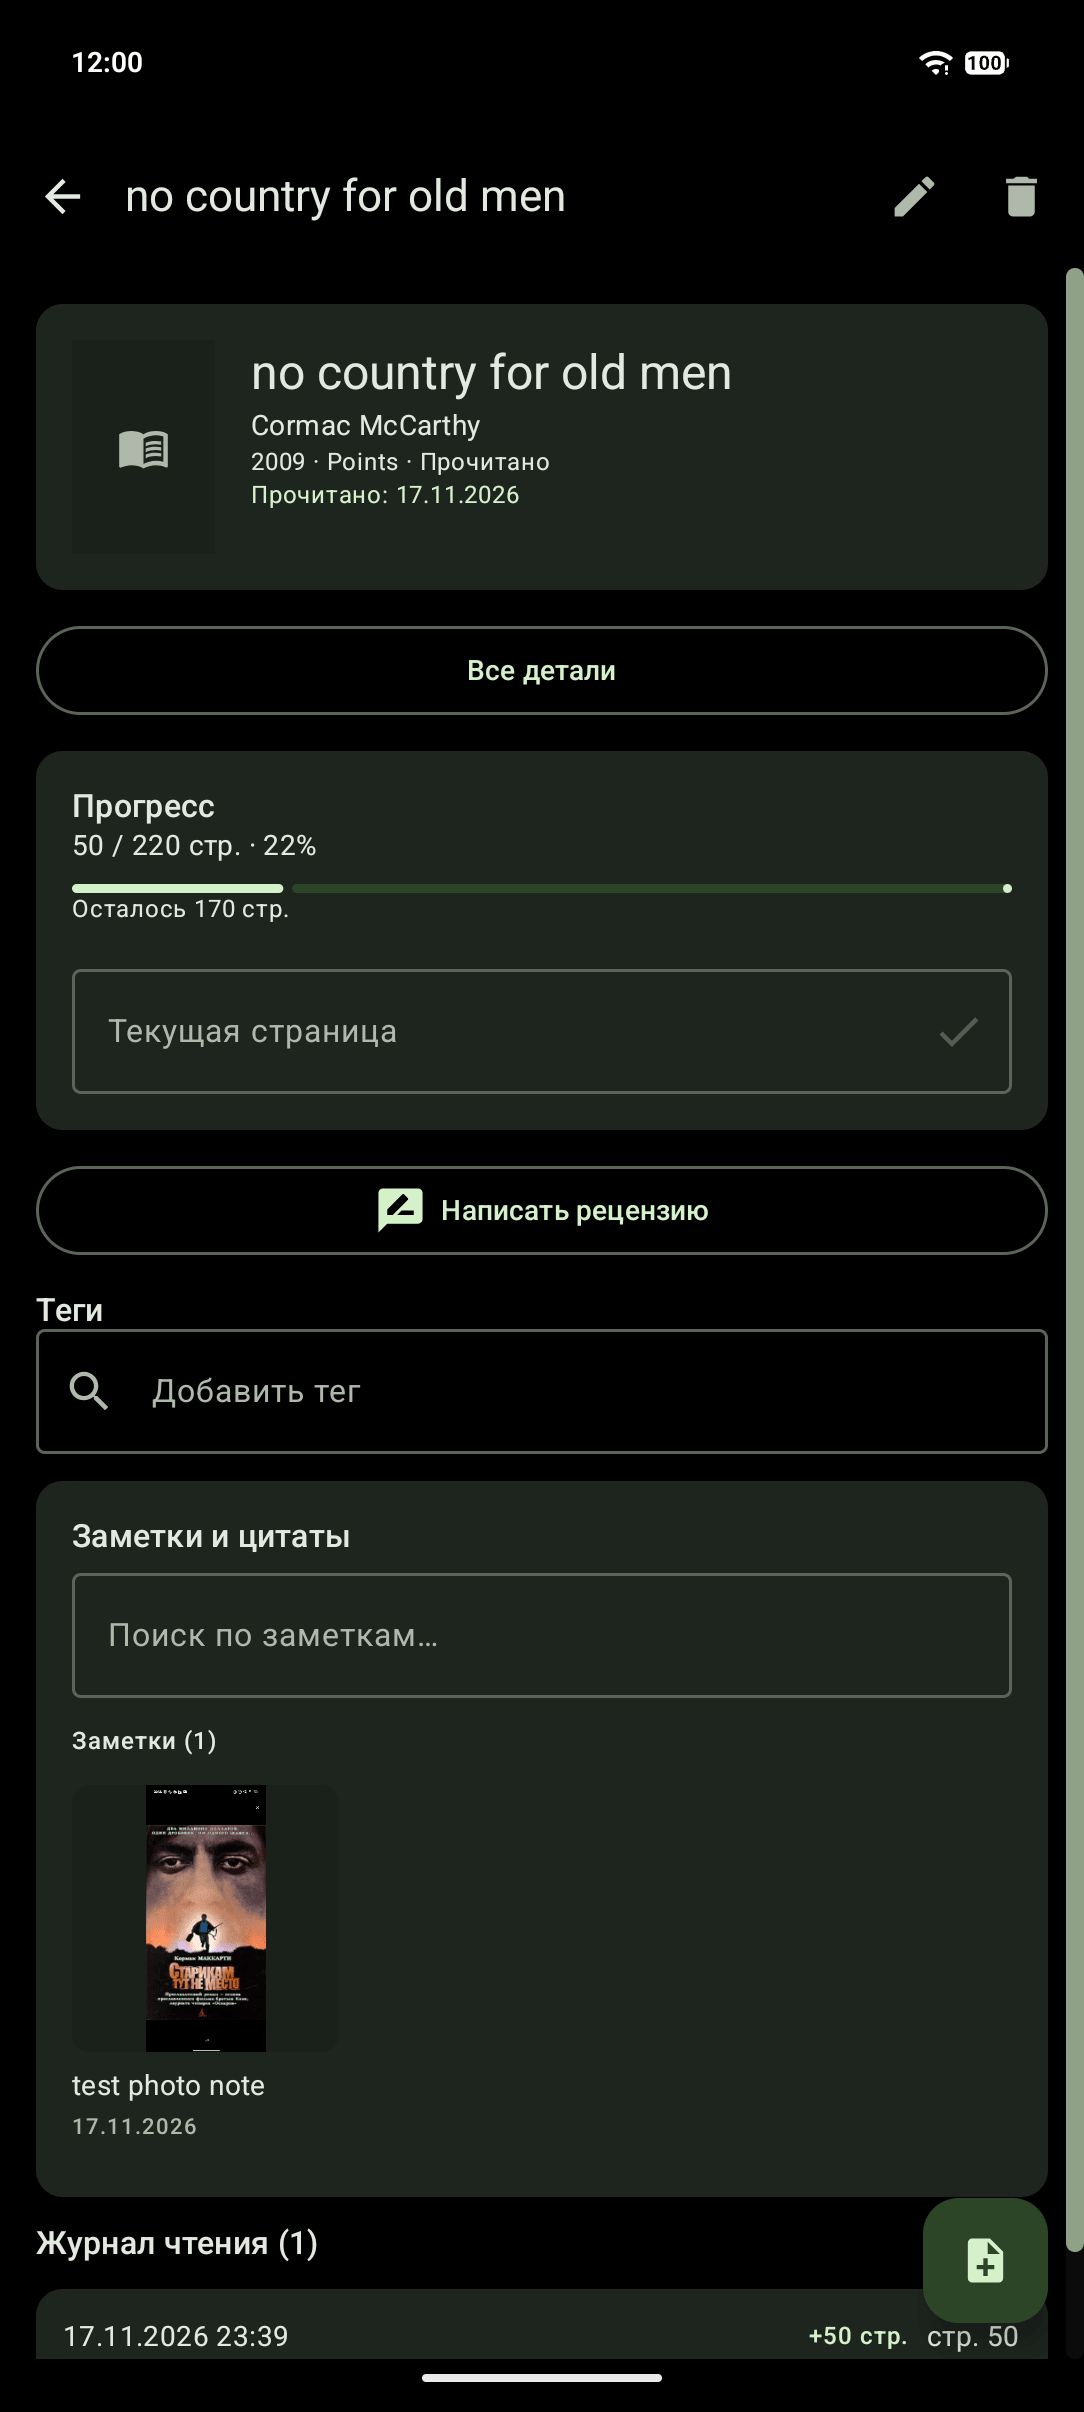 12:00
100
no country for old men
no country for old men
Cormac McCarthy
2009 · Points · Прочитано
Прочитано: 17.11.2026
Все детали
Прогресс
50 / 220 стр. · 22%
Осталось 170 стр.
Текущая страница
Написать рецензию
Теги
Добавить тег
Заметки и цитаты
Поиск по заметкам…
Заметки (1)
Кормак МАККАРТИ
СТАРИКАМ
ТУТ НЕ МЕСТО
test photo note
17.11.2026
Журнал чтения (1)
17.11.2026 23:39
+50 стр. стр. 50